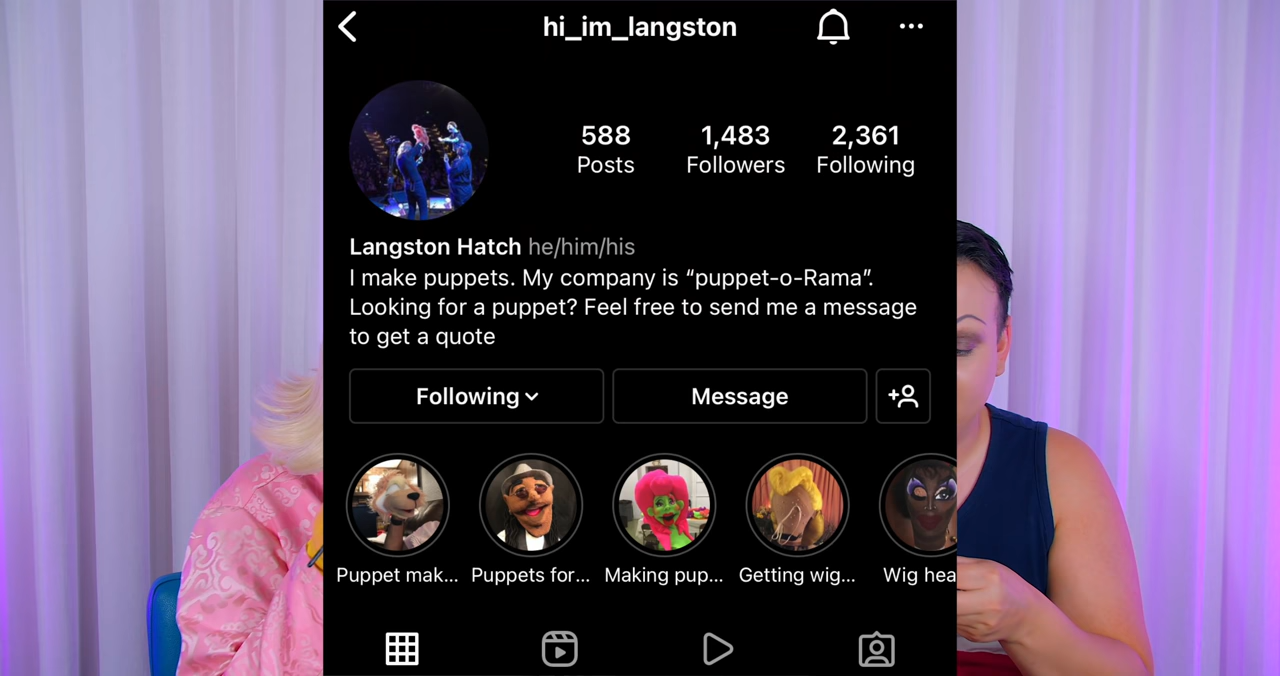 hi_im_langston
588
1,483
2,361
Posts
Followers
Following
Langston Hatch he/him/his
I make puppets. My company is “puppet-o-Rama”.
Looking for a puppet? Feel free to send me a message
to get a quote
Following
Message
Puppet mak...
Puppets for...
Making pup...
Getting wig...
Wig hea